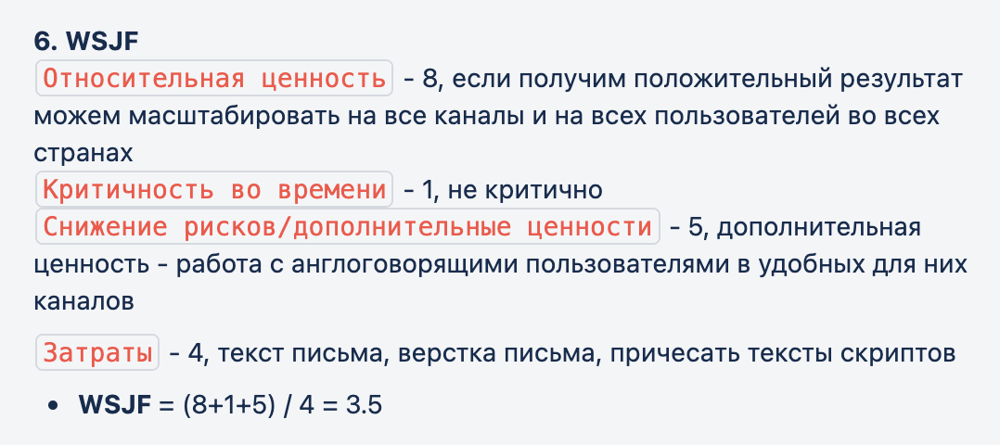 6. WSJF
Относительная ценность - 8, если получим положительный результат
можем масштабировать на все каналы и на всех пользователей во всех
странах
Критичность во времени - 1, не критично
Снижение рисков/дополнительные ценности - 5, дополнительная
ценность - работа с англоговорящими пользователями в удобных для них
каналов
Затраты - 4, текст письма, верстка письма, причесать тексты скриптов
• WSJF = (8+1+5) / 4 = 3.5